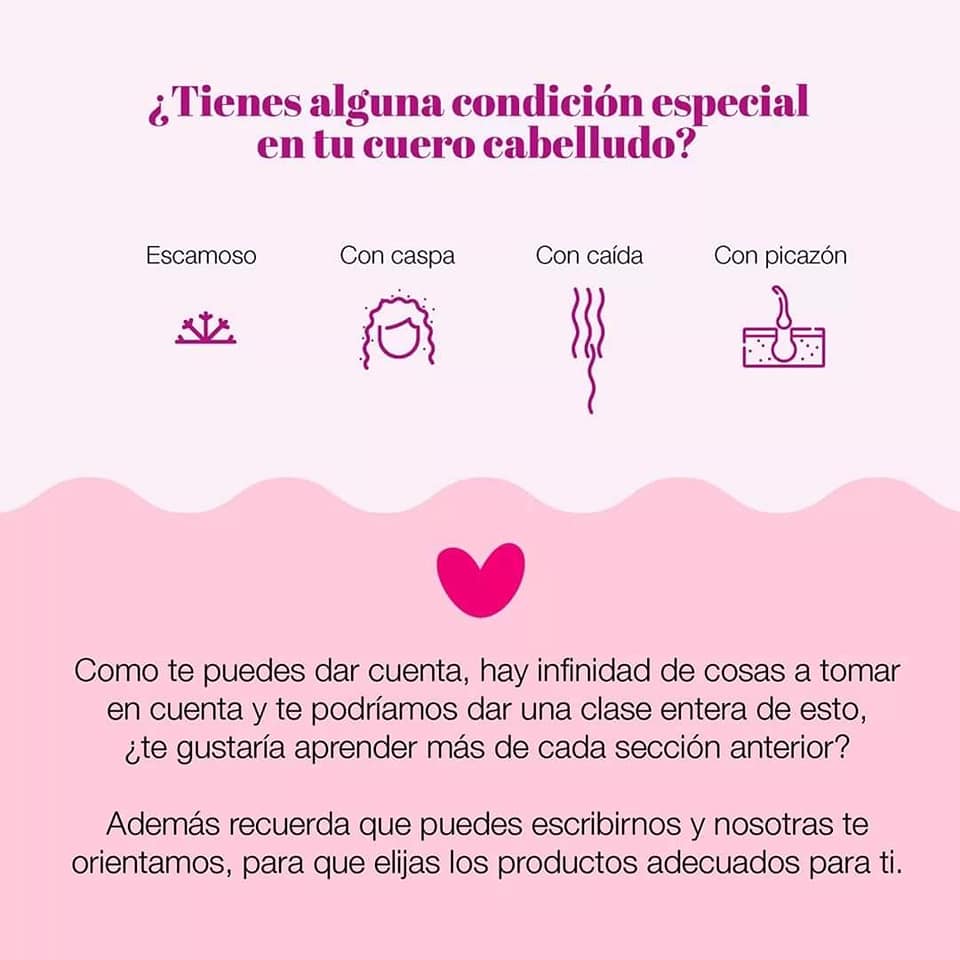 ¿Tienes alguna condición especial
en tu cuero cabelludo?
Escamoso
Con caspa
Con caída
Con picazón
Como te puedes dar cuenta, hay infinidad de cosas a tomar
en cuenta y te podríamos dar una clase entera de esto,
¿te gustaría aprender más de cada sección anterior?
Además recuerda que puedes escribirnos y nosotras te
orientamos, para que elijas los productos adecuados para ti.